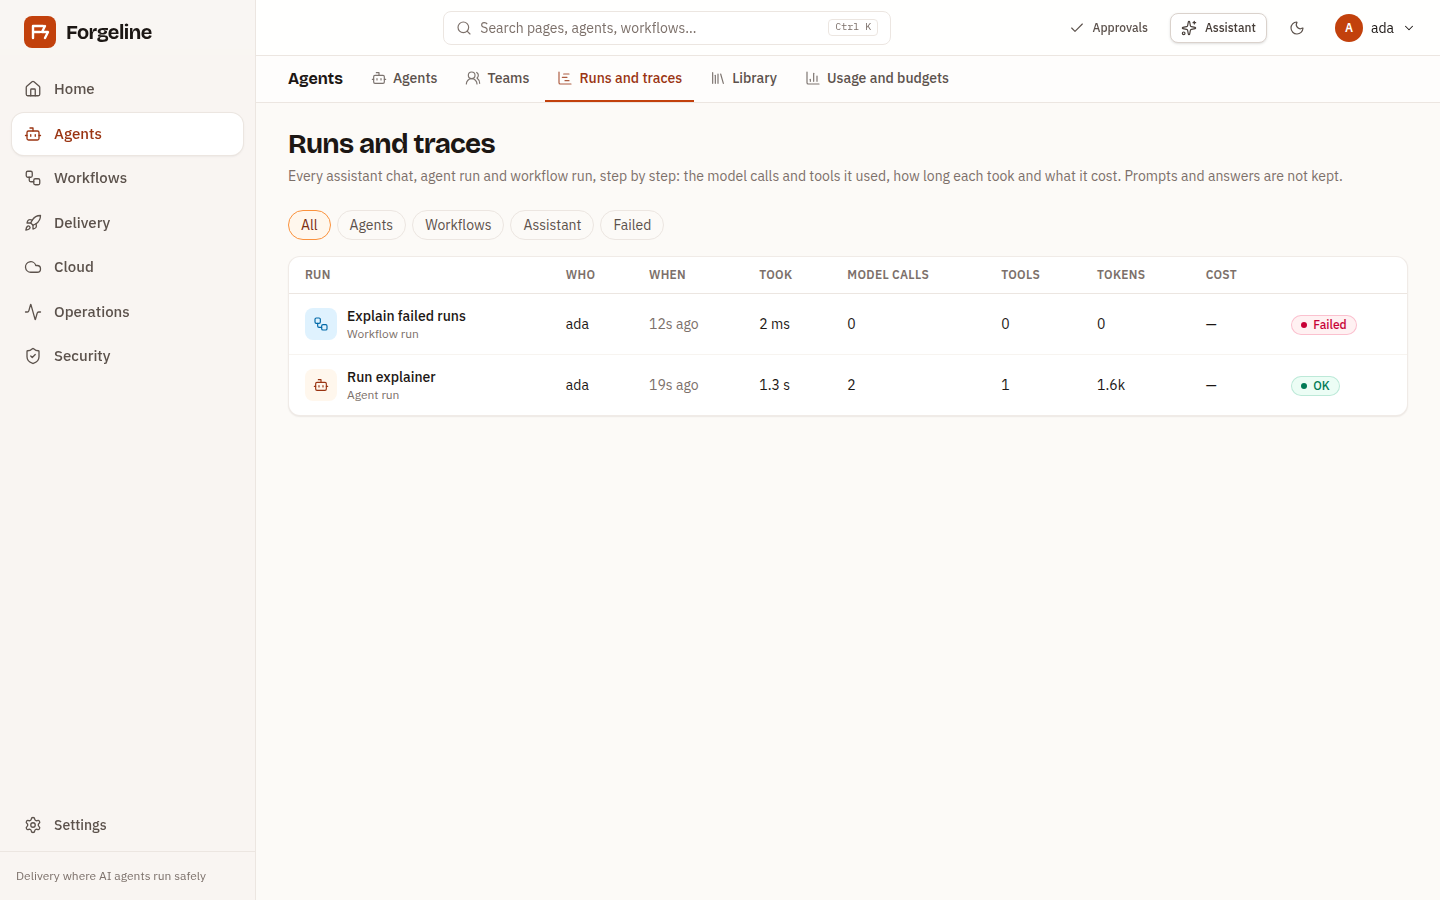 Forgeline
Search pages, agents, workflows...
Ctrl K
Approvals
Assistant
A
ada
Home
Agents
Workflows
Delivery
Cloud
Operations
Security
Settings
Delivery where AI agents run safely
Agents
Agents
Teams
Runs and traces
Library
Usage and budgets
Runs and traces
Every assistant chat, agent run and workflow run, step by step: the model calls and tools it used, how long each took and what it cost. Prompts and answers are not kept.
All
Agents
Workflows
Assistant
Failed
RUN WHO WHEN TOOK MODEL CALLS TOOLS TOKENS COST
Explain failed runs
Workflow run
ada 12s ago 2 ms 0 0 0 — Failed
Run explainer
Agent run
ada 19s ago 1.3 s 2 1 1.6k — OK